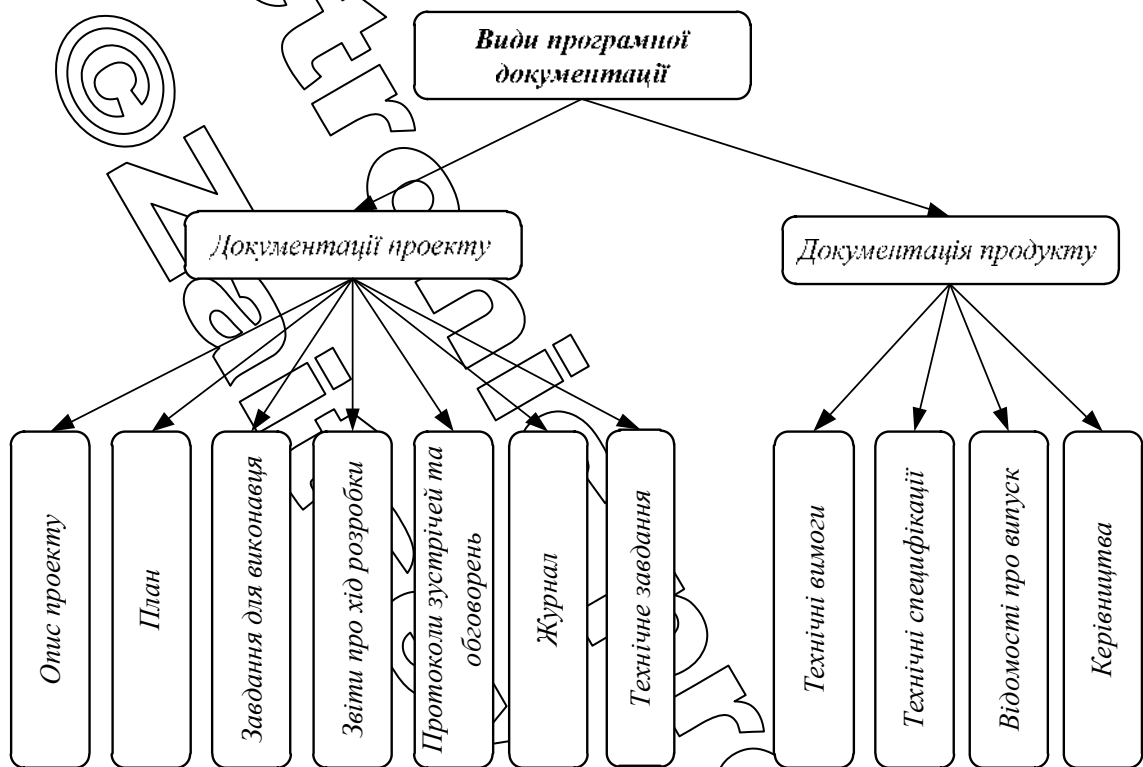 Види програмної
документації
Документації проекту
Документація продукту
Опис проекту
План
Завдання для виконавця
Звіти про хід розробки
Протоколи зустрічей та
обговорень
Журнал
Технічне завдання
Технічні вимоги
Технічні специфікації
Відомості про випуск
Керівництва